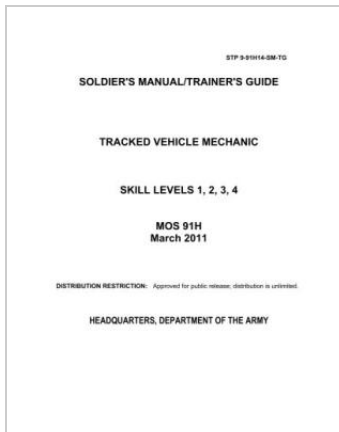 STP 9-91H14-SM-TG
SOLDIER'S MANUAL/TRAINER'S GUIDE
TRACKED VEHICLE MECHANIC
SKILL LEVELS 1, 2, 3, 4
MOS 91H
March 2011
DISTRIBUTION RESTRICTION: Approved for public release; distribution is unlimited.
HEADQUARTERS, DEPARTMENT OF THE ARMY